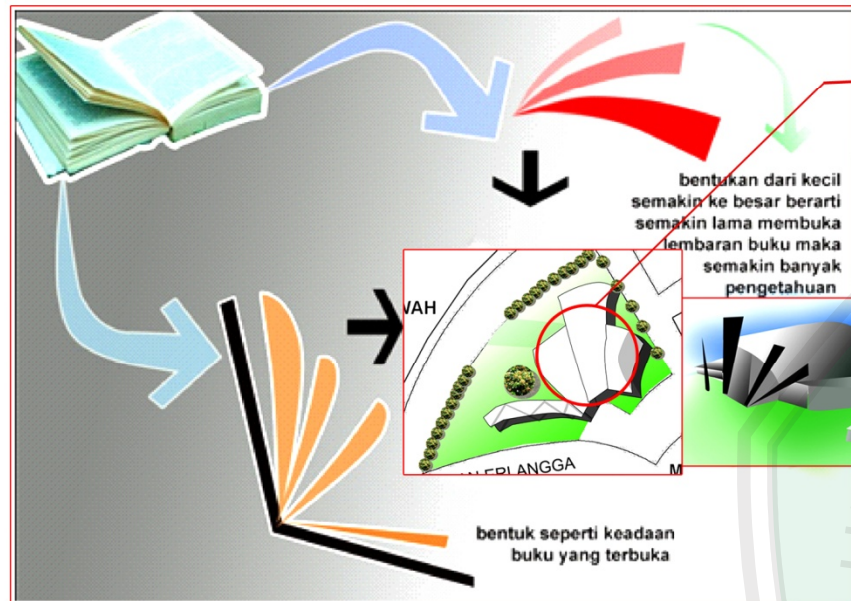 bentukan dari kecil
semakin ke besar berarti
semakin lama membuka
lembaran buku maka
semakin banyak
pengetahuan
WAH
ERLANGGA
M
bentuk seperti keadaan
buku yang terbuka